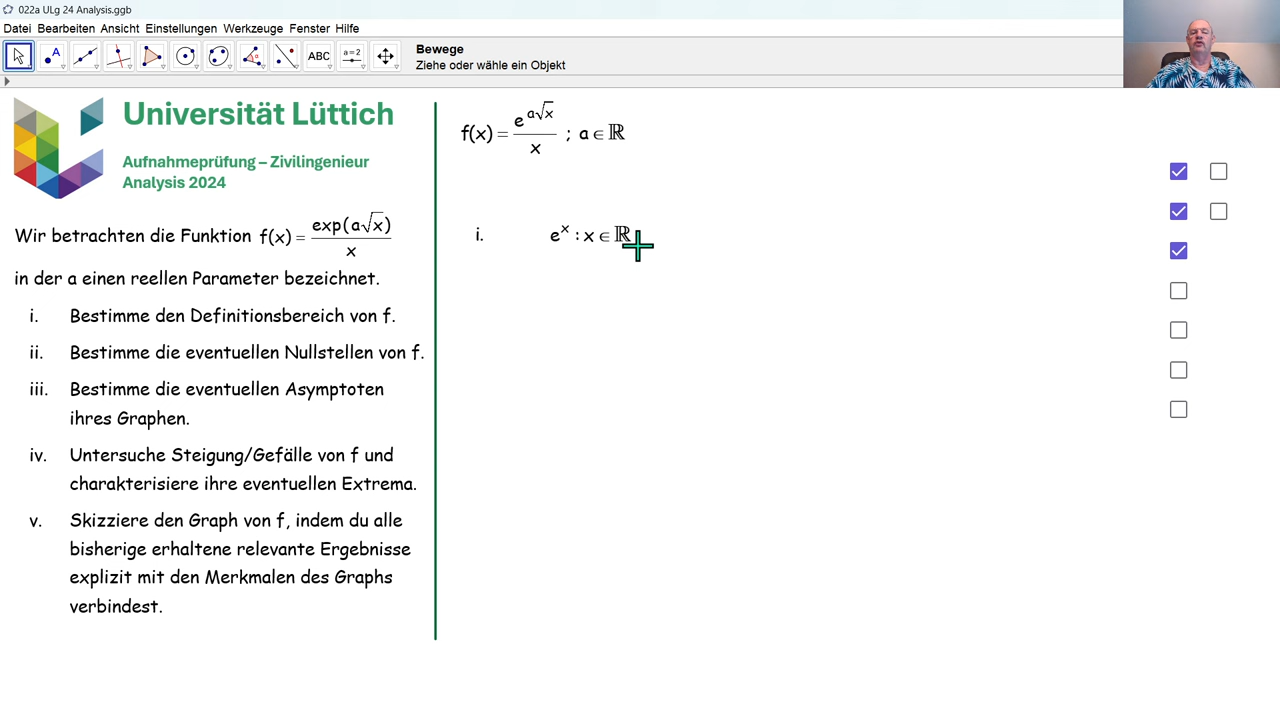 022a ULg 24 Analysis.ggb
Datei Bearbeiten Ansicht Einstellungen Werkzeuge Fenster Hilfe
A
ABC
a=2
Bewege
Ziehe oder wähle ein Objekt
Universität Lüttich
Aufnahmeprüfung – Zivilingenieur
Analysis 2024
Wir betrachten die Funktion f(x) = exp(a√x) / x
in der a einen reellen Parameter bezeichnet.
i. Bestimme den Definitionsbereich von f.
ii. Bestimme die eventuellen Nullstellen von f.
iii. Bestimme die eventuellen Asymptoten
ihres Graphen.
iv. Untersuche Steigung/Gefälle von f und
charakterisiere ihre eventuellen Extrema.
v. Skizziere den Graph von f, indem du alle
bisherige erhaltene relevante Ergebnisse
explizit mit den Merkmalen des Graphs
verbindest.
f(x) = e^(a√x) / x ; a ∈ ℝ
i. eˣ : x ∈ ℝ